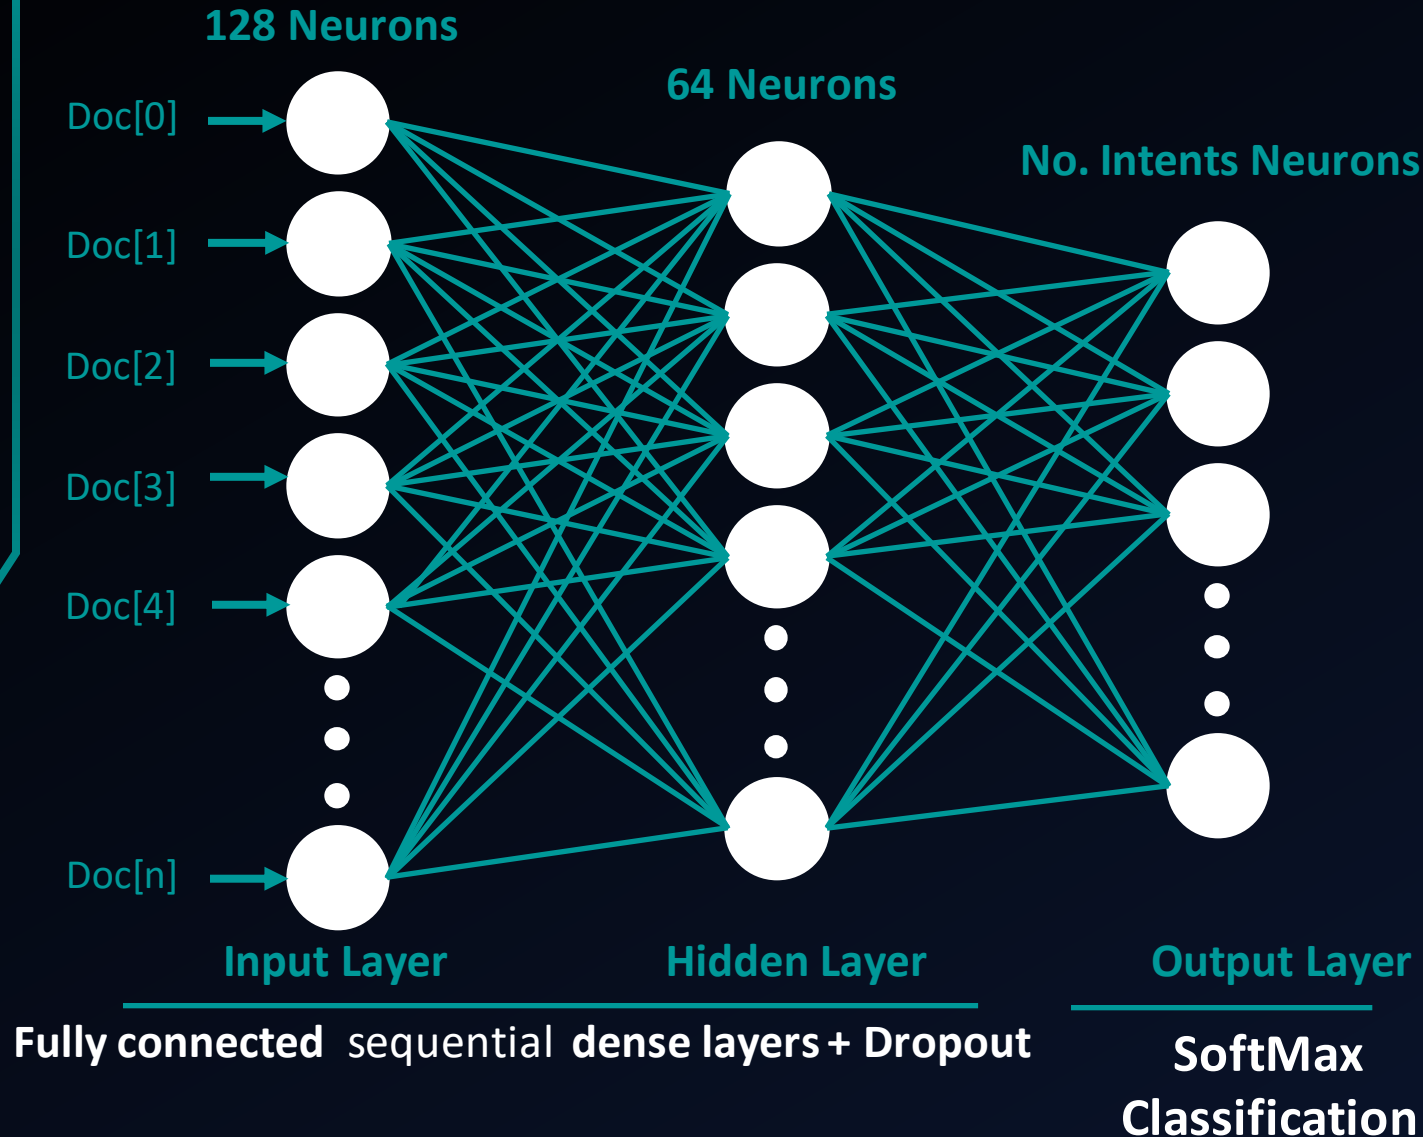 128 Neurons
64 Neurons
No. Intents Neurons
Doc[0]
Doc[1]
Doc[2]
Doc[3]
Doc[4]
Doc[n]
Input Layer
Hidden Layer
Output Layer
Fully connected sequential dense layers + Dropout
SoftMax
Classification